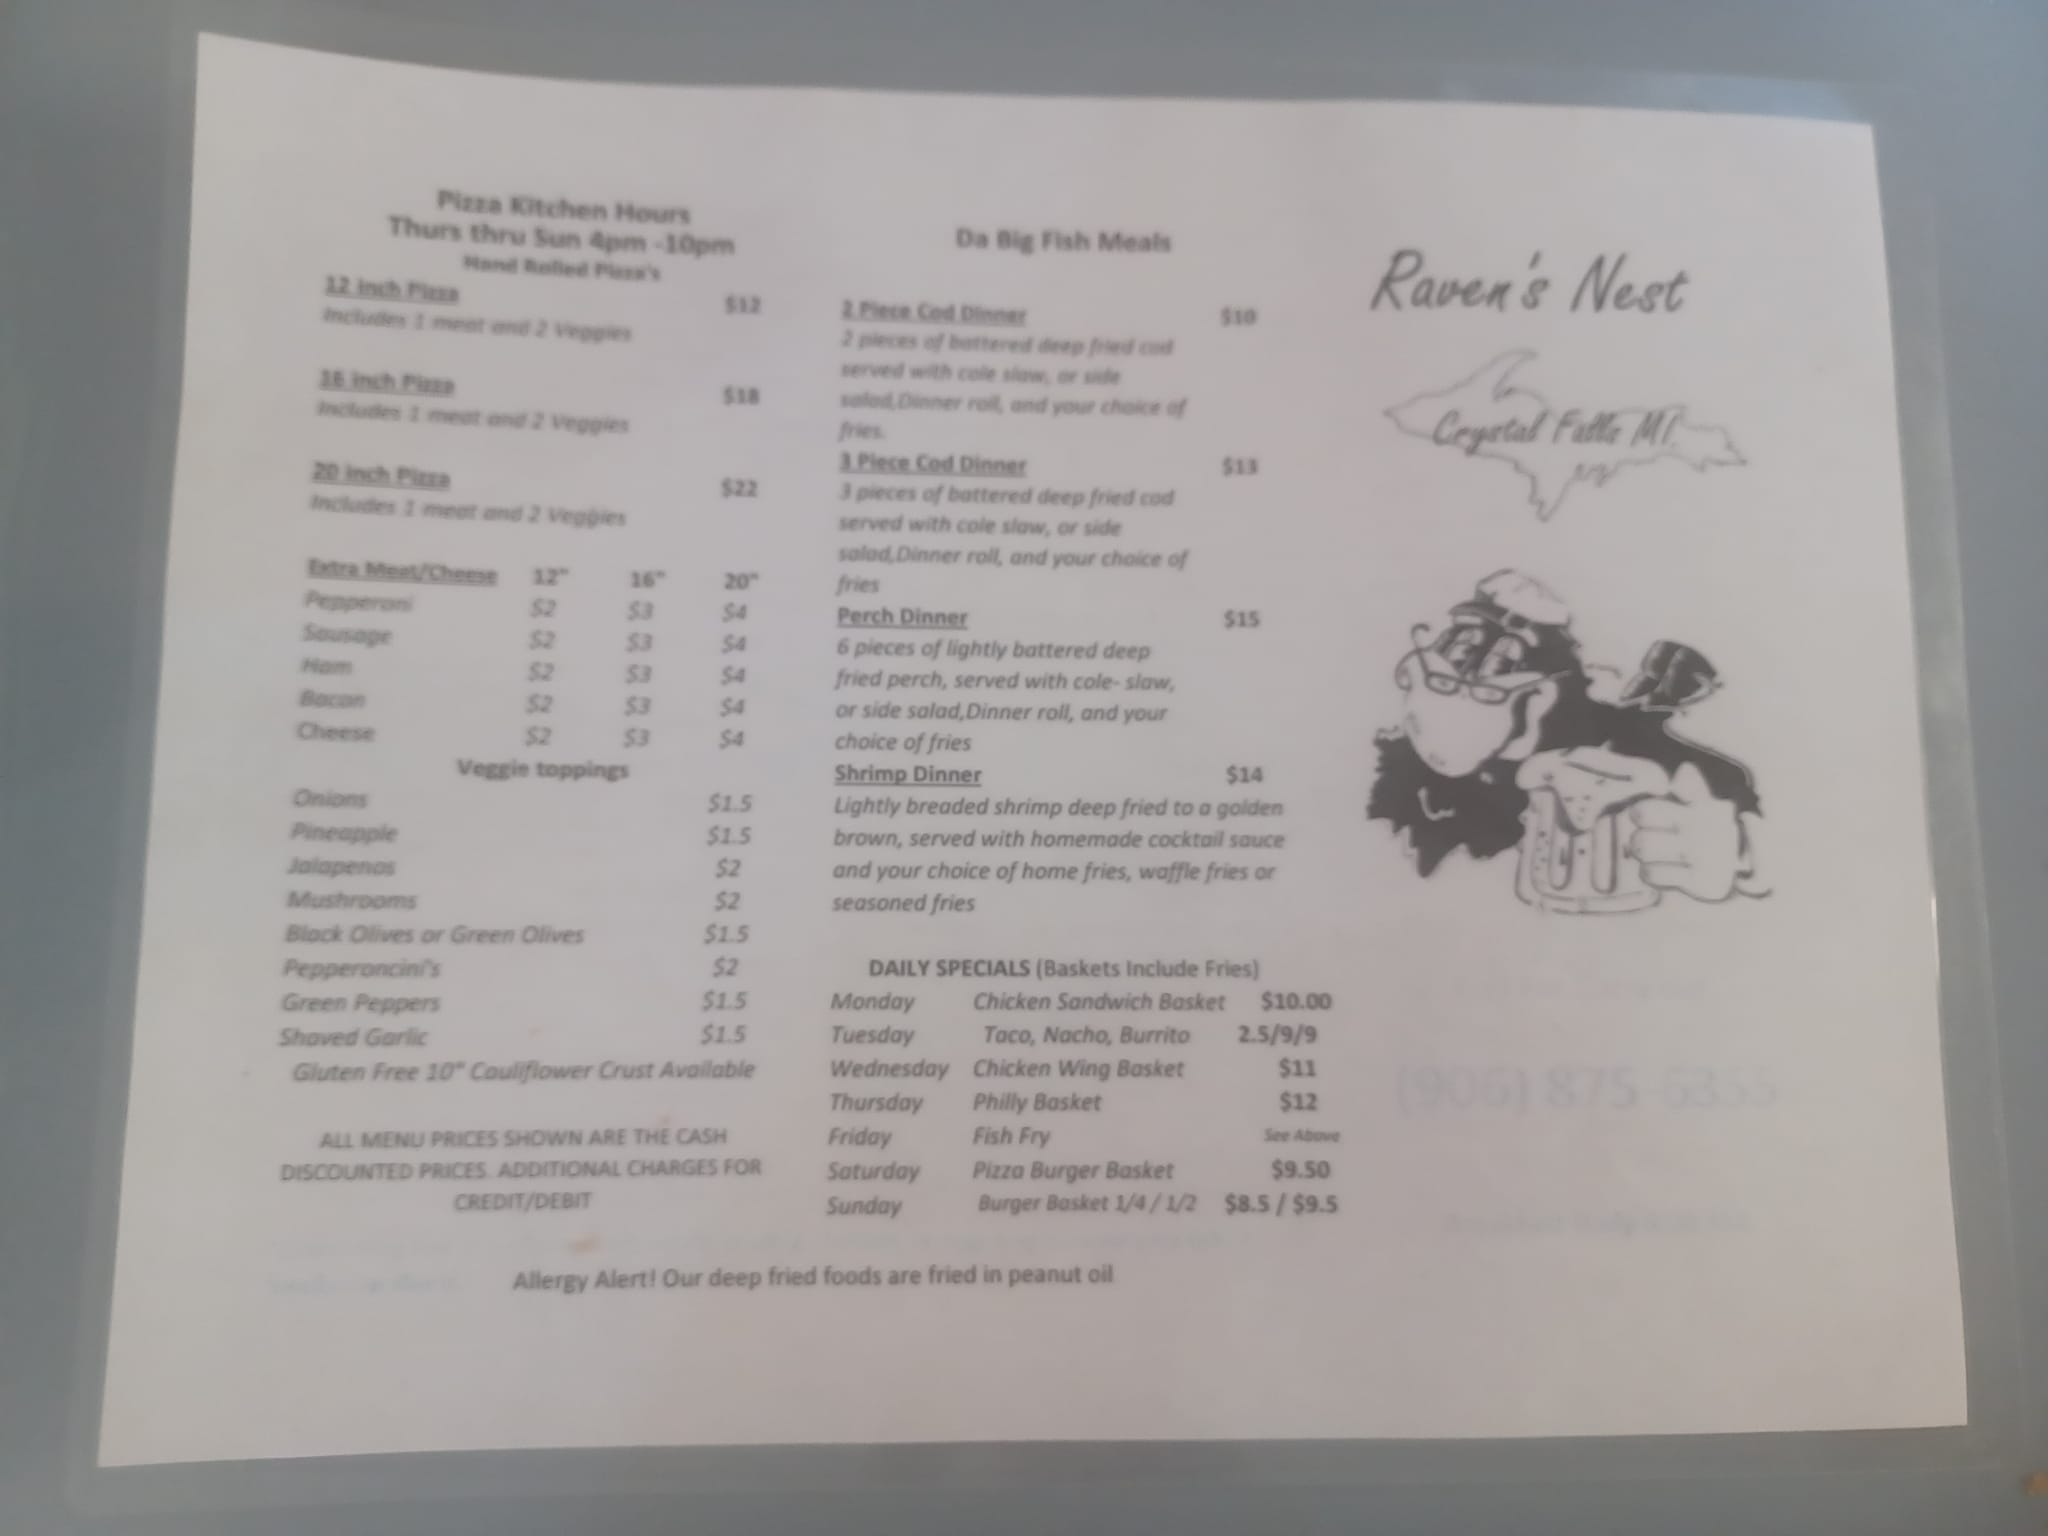 Pizza Kitchen Hours
Thurs thru Sun 4pm -10pm
Hand Rolled Pizza's
12 inch Pizza $12
Includes 1 meat and 2 Veggies
16 inch Pizza $18
Includes 1 meat and 2 Veggies
20 inch Pizza $22
Includes 1 meat and 2 Veggies
Extra Meat/Cheese 12" 16" 20"
Pepperoni $2 $3 $4
Sausage $2 $3 $4
Ham $2 $3 $4
Bacon $2 $3 $4
Cheese $2 $3 $4
Veggie toppings
Onions $1.5
Pineapple $1.5
Jalapenos $2
Mushrooms $2
Black Olives or Green Olives $1.5
Pepperoncini's $2
Green Peppers $1.5
Shaved Garlic $1.5
Gluten Free 10" Cauliflower Crust Available
ALL MENU PRICES SHOWN ARE THE CASH
DISCOUNTED PRICES. ADDITIONAL CHARGES FOR
CREDIT/DEBIT
Da Big Fish Meals
2 Piece Cod Dinner $10
2 pieces of battered deep fried cod
served with cole slaw, or side
salad,Dinner roll, and your choice of
fries.
3 Piece Cod Dinner $13
3 pieces of battered deep fried cod
served with cole slaw, or side
salad,Dinner roll, and your choice of
fries
Perch Dinner $15
6 pieces of lightly battered deep
fried perch, served with cole- slaw,
or side salad,Dinner roll, and your
choice of fries
Shrimp Dinner $14
Lightly breaded shrimp deep fried to a golden
brown, served with homemade cocktail sauce
and your choice of home fries, waffle fries or
seasoned fries
DAILY SPECIALS (Baskets Include Fries)
Monday Chicken Sandwich Basket $10.00
Tuesday Taco, Nacho, Burrito 2.5/9/9
Wednesday Chicken Wing Basket $11
Thursday Philly Basket $12
Friday Fish Fry See Above
Saturday Pizza Burger Basket $9.50
Sunday Burger Basket 1/4 / 1/2 $8.5 / $9.5
Allergy Alert! Our deep fried foods are fried in peanut oil
Raven's Nest
Crystal Falls MI
(906) 875-6355